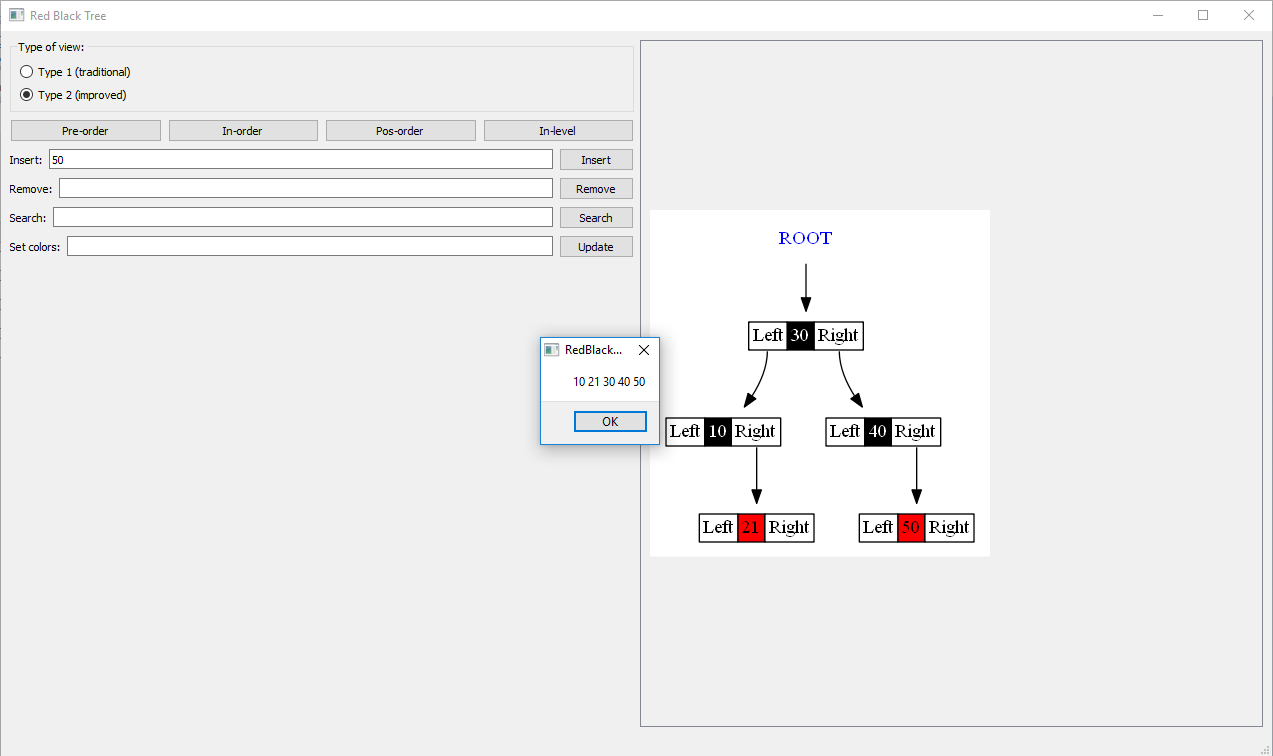 Red Black Tree
Type of view:
Type 1 (traditional)
Type 2 (improved)
Pre-order In-order Pos-order In-level
Insert: 50 Insert
Remove: Remove
Search: Search
Set colors: Update
RedBlack...
10 21 30 40 50
OK
ROOT
Left 30 Right
Left 10 Right Left 40 Right
Left 21 Right Left 50 Right